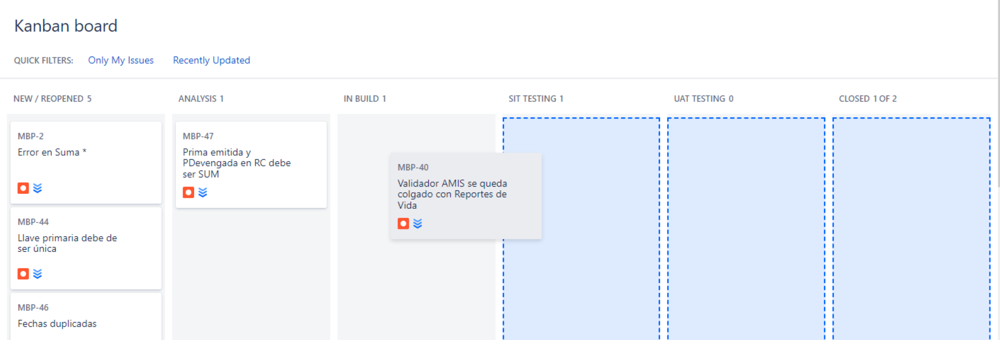 Kanban board
QUICK FILTERS: Only My Issues Recently Updated
NEW / REOPENED 5
ANALYSIS 1
IN BUILD 1
SIT TESTING 1
UAT TESTING 0
CLOSED 1 OF 2
MBP-2
Error en Suma *
MBP-44
Llave primaria debe de
ser única
MBP-46
Fechas duplicadas
MBP-47
Prima emitida y
PDevengada en RC debe
ser SUM
MBP-40
Validador AMIS se queda
colgado con Reportes de
Vida